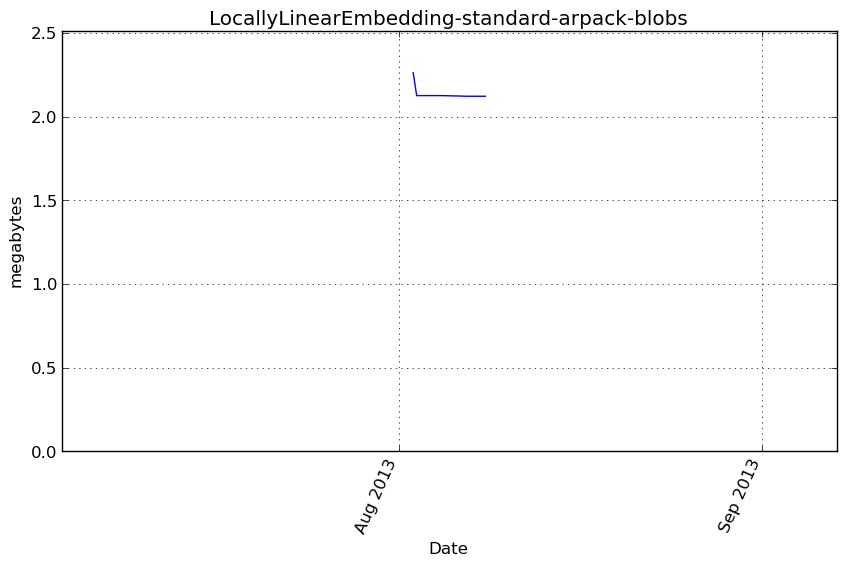 LocallyLinearEmbedding-standard-arpack-blobs
2.5
2.0
1.5
1.0
0.5
0.0
megabytes
Aug 2013
Sep 2013
Date